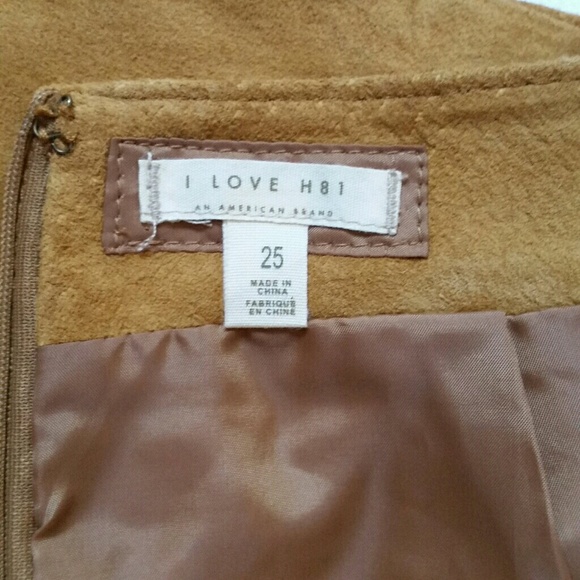 I LOVE H81
AN AMERICAN BRAND
25
MADE IN
CHINA
FABRIQUÉ
EN CHINE